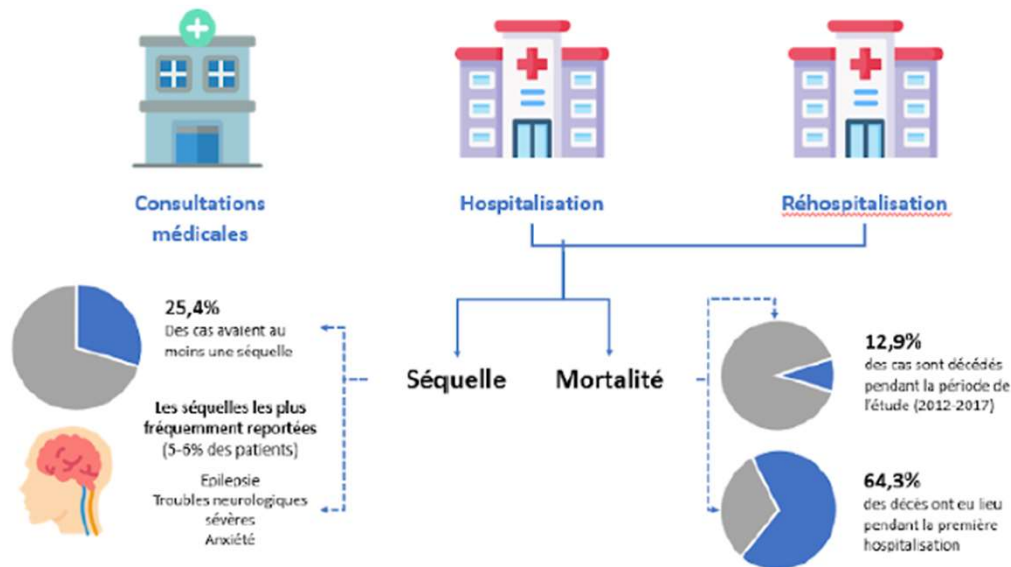 Consultations
médicales
Hospitalisation
Réhospitalisation
25,4%
Des cas avaient au
moins une séquelle
Séquelle
Mortalité
12,9%
des cas sont décédés
pendant la période de
l'étude (2012-2017)
Les séquelles les plus
fréquemment reportées
(5-6% des patients)
Epilepsie
Troubles neurologiques
sévères
Anxiété
64,3%
des décès ont eu lieu
pendant la première
hospitalisation